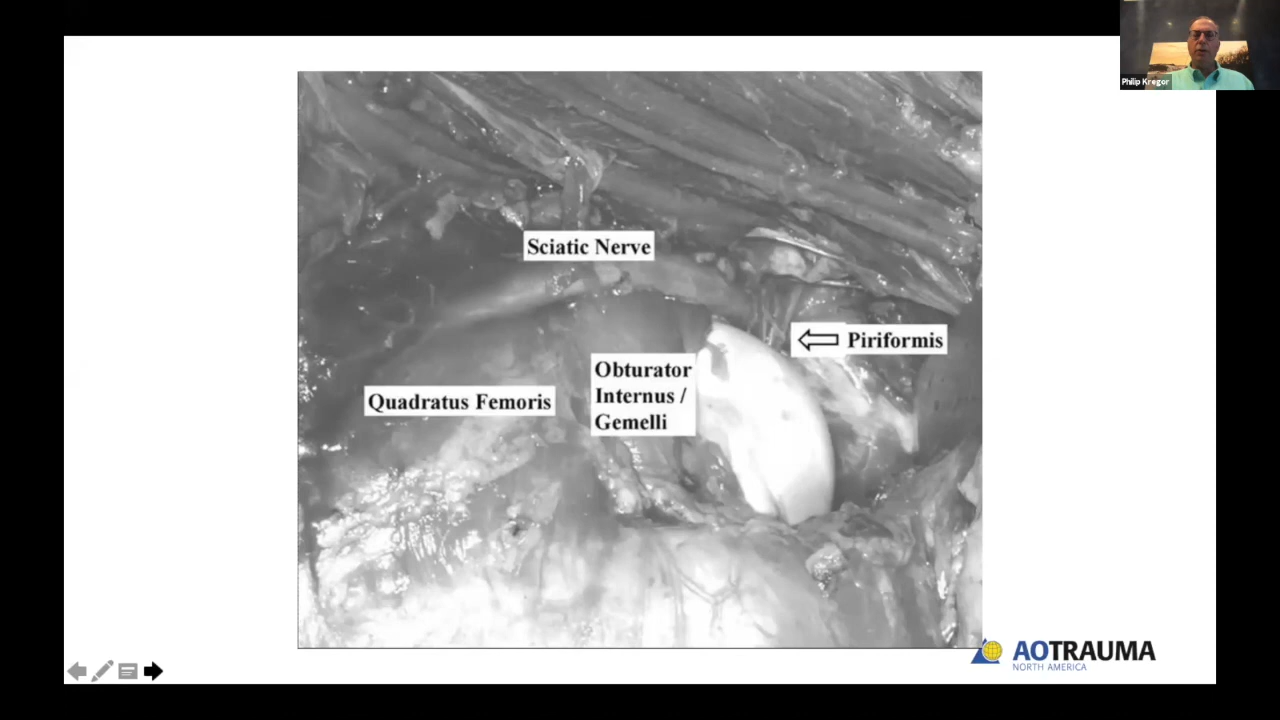 Philip Kregor
Sciatic Nerve
Piriformis
Obturator
Internus /
Gemelli
Quadratus Femoris
AOTRAUMA
NORTH AMERICA